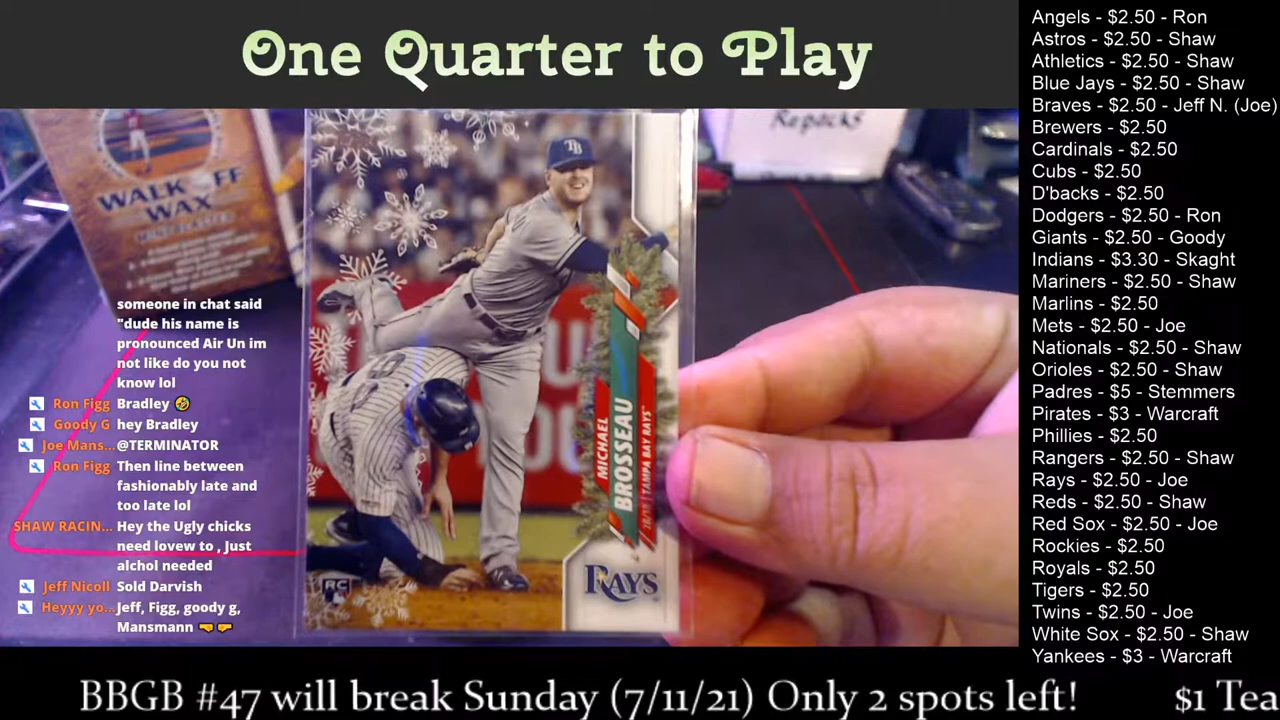 One Quarter to Play
Angels - $2.50 - Ron
Astros - $2.50 - Shaw
Athletics - $2.50 - Shaw
Blue Jays - $2.50 - Shaw
Braves - $2.50 - Jeff N. (Joe)
Brewers - $2.50
Cardinals - $2.50
Cubs - $2.50
D'backs - $2.50
Dodgers - $2.50 - Ron
Giants - $2.50 - Goody
Indians - $3.30 - Skaght
Mariners - $2.50 - Shaw
Marlins - $2.50
Mets - $2.50 - Joe
Nationals - $2.50 - Shaw
Orioles - $2.50 - Shaw
Padres - $5 - Stemmers
Pirates - $3 - Warcraft
Phillies - $2.50
Rangers - $2.50 - Shaw
Rays - $2.50 - Joe
Reds - $2.50 - Shaw
Red Sox - $2.50 - Joe
Rockies - $2.50
Royals - $2.50
Tigers - $2.50
Twins - $2.50 - Joe
White Sox - $2.50 - Shaw
Yankees - $3 - Warcraft
Repacks
WALK OFF
WAX
TB
MICHAEL
BROSSEAU
TAMPA BAY RAYS
RAYS
RC
someone in chat said
"dude his name is
pronounced Air Un im
not like do you not
know lol
Ron Figg Bradley 🤣
Goody G hey Bradley
Joe Mans... @TERMINATOR
Ron Figg Then line between
fashionably late and
too late lol
SHAW RACIN... Hey the Ugly chicks
need lovew to , Just
alchol needed
Jeff Nicoll Sold Darvish
Heyyy yo... Jeff, Figg, goody g,
Mansmann 🤜 🤛
BBGB #47 will break Sunday (7/11/21) Only 2 spots left! $1 Tea